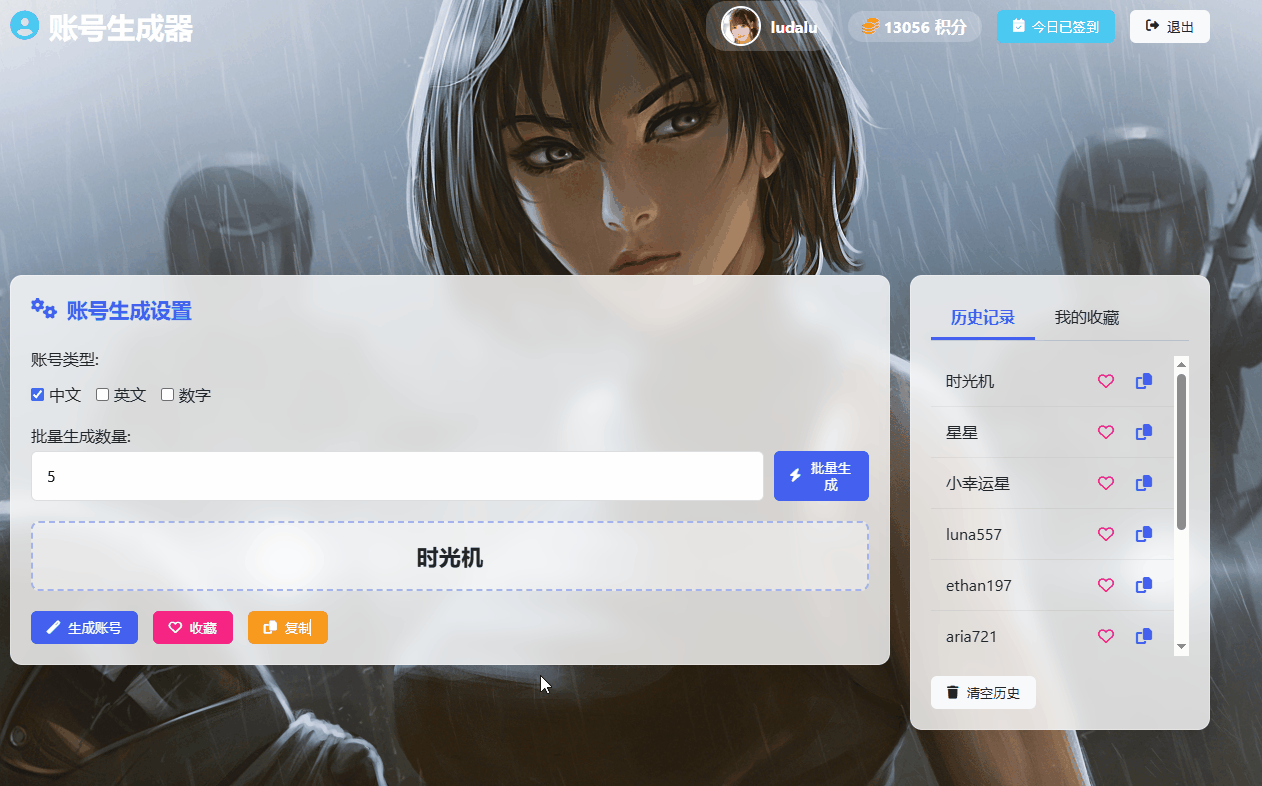 账号生成器
ludalu
13056 积分
今日已签到
退出
账号生成设置
账号类型:
中文 英文 数字
批量生成数量:
5
批量生
成
时光机
生成账号
收藏
复制
历史记录
我的收藏
时光机
星星
小幸运星
luna557
ethan197
aria721
清空历史